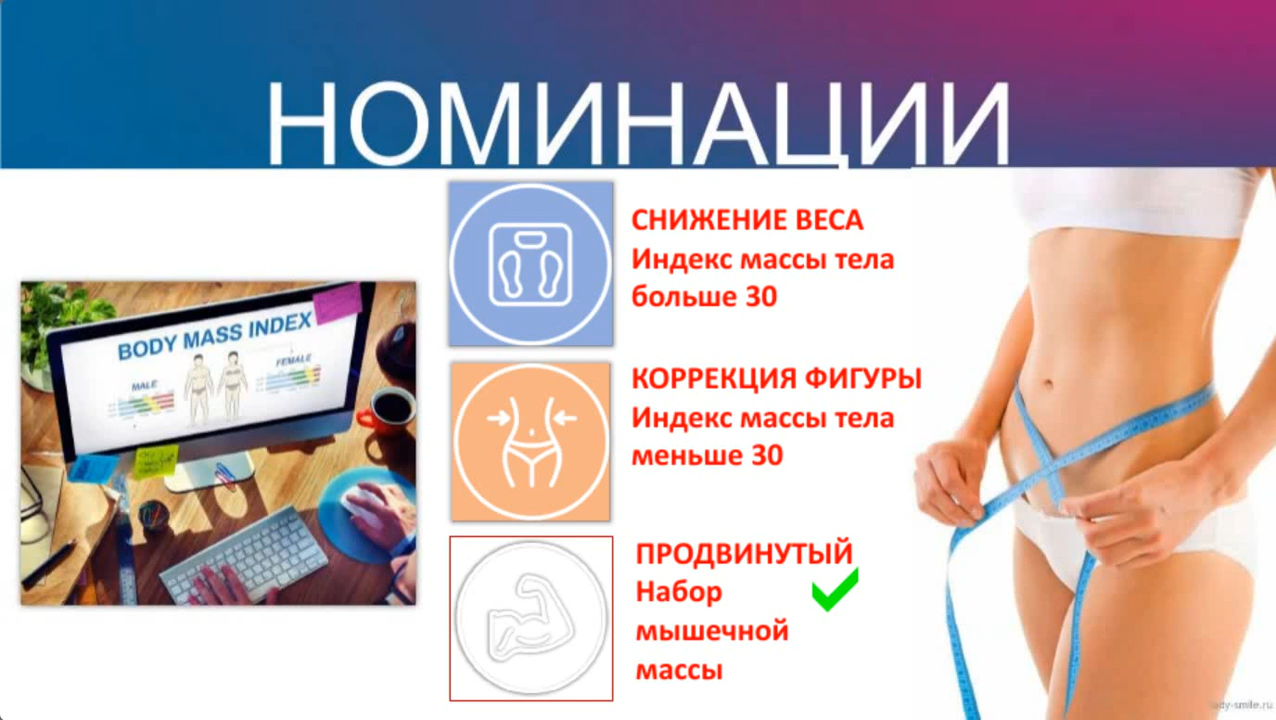 НОМИНАЦИИ
СНИЖЕНИЕ ВЕСА
Индекс массы тела
больше 30
BODY MASS INDEX
MALE
FEMALE
КОРРЕКЦИЯ ФИГУРЫ
Индекс массы тела
меньше 30
ПРОДВИНУТЫЙ
Набор
мышечной
массы